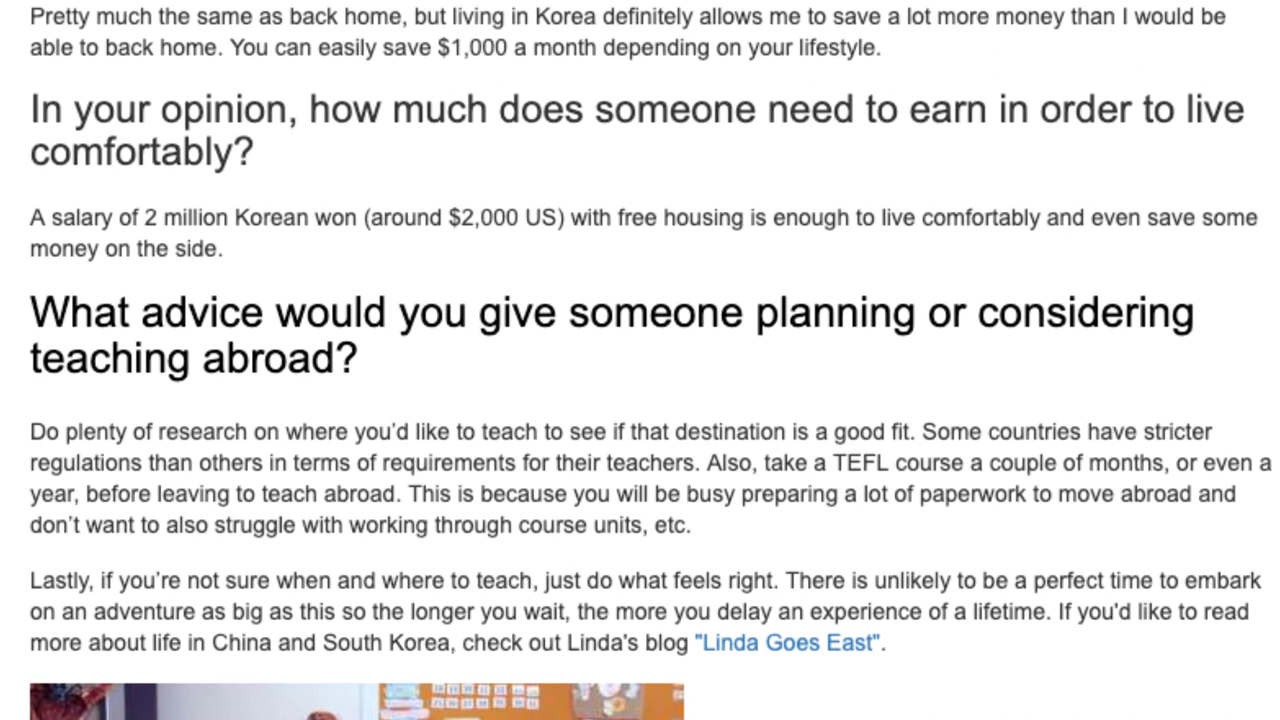 Pretty much the same as back home, but living in Korea definitely allows me to save a lot more money than I would be
able to back home. You can easily save $1,000 a month depending on your lifestyle.
In your opinion, how much does someone need to earn in order to live
comfortably?
A salary of 2 million Korean won (around $2,000 US) with free housing is enough to live comfortably and even save some
money on the side.
What advice would you give someone planning or considering
teaching abroad?
Do plenty of research on where you’d like to teach to see if that destination is a good fit. Some countries have stricter
regulations than others in terms of requirements for their teachers. Also, take a TEFL course a couple of months, or even a
year, before leaving to teach abroad. This is because you will be busy preparing a lot of paperwork to move abroad and
don’t want to also struggle with working through course units, etc.
Lastly, if you’re not sure when and where to teach, just do what feels right. There is unlikely to be a perfect time to embark
on an adventure as big as this so the longer you wait, the more you delay an experience of a lifetime. If you'd like to read
more about life in China and South Korea, check out Linda's blog "Linda Goes East".